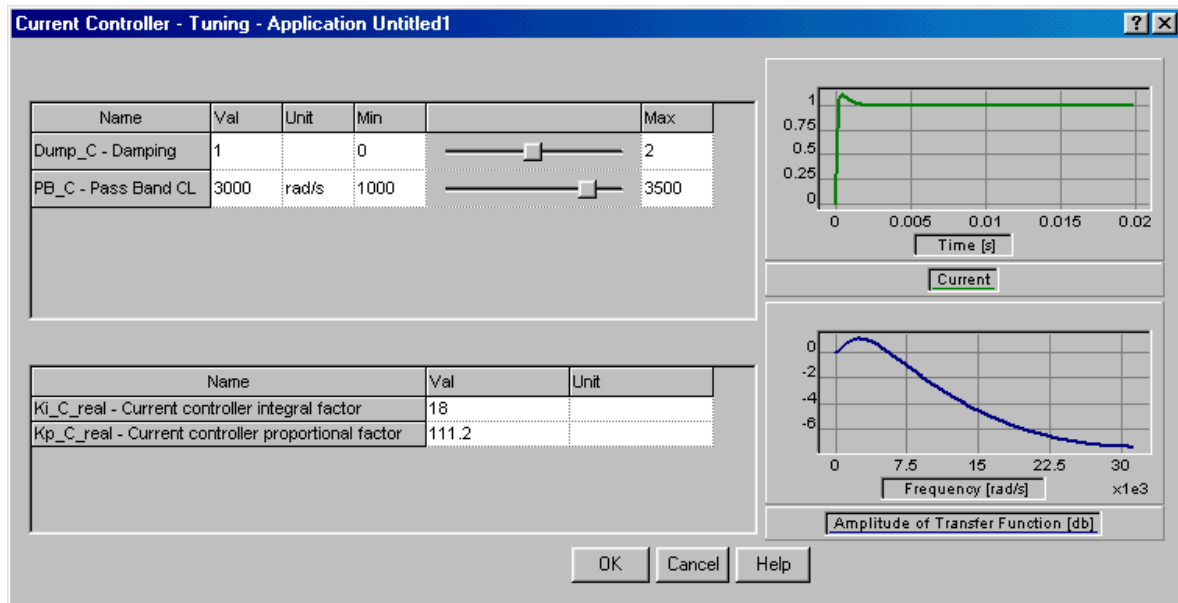 Current Controller - Tuning - Application Untitled1
? ×
Name Val Unit Min Max
Dump_C - Damping 1 0 2
PB_C - Pass Band CL 3000 rad/s 1000 3500
Name Val Unit
Ki_C_real - Current controller integral factor 18
Kp_C_real - Current controller proportional factor 111.2
1
0.75
0.5
0.25
0
0 0.005 0.01 0.015 0.02
Time [s]
Current
0
-2
-4
-6
0 7.5 15 22.5 30
Frequency [rad/s] ×1e3
Amplitude of Transfer Function [db]
OK Cancel Help